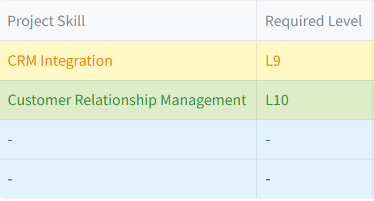 Project Skill Required Level
CRM Integration L9
Customer Relationship Management L10
- -
- -